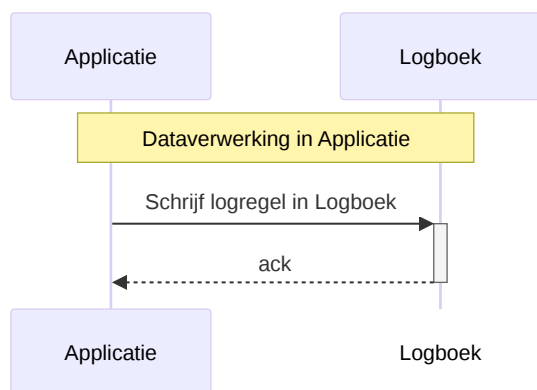 Applicatie
Logboek
Dataverwerking in Applicatie
Schrijf logregel in Logboek
ack
Applicatie
Logboek